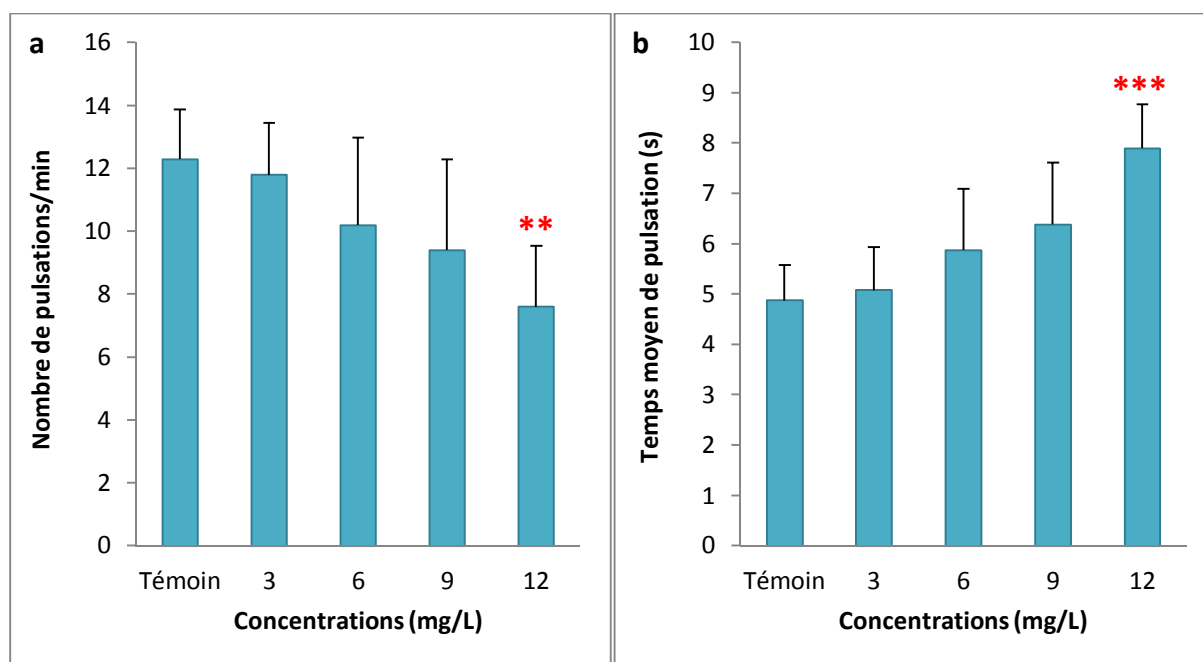 a
Nombre de pulsations/min
16
14
12
10
8
6
4
2
0
**
Témoin 3 6 9 12
Concentrations (mg/L)
b
Temps moyen de pulsation (s)
10
9
8
7
6
5
4
3
2
1
0
***
Témoin 3 6 9 12
Concentrations (mg/L)